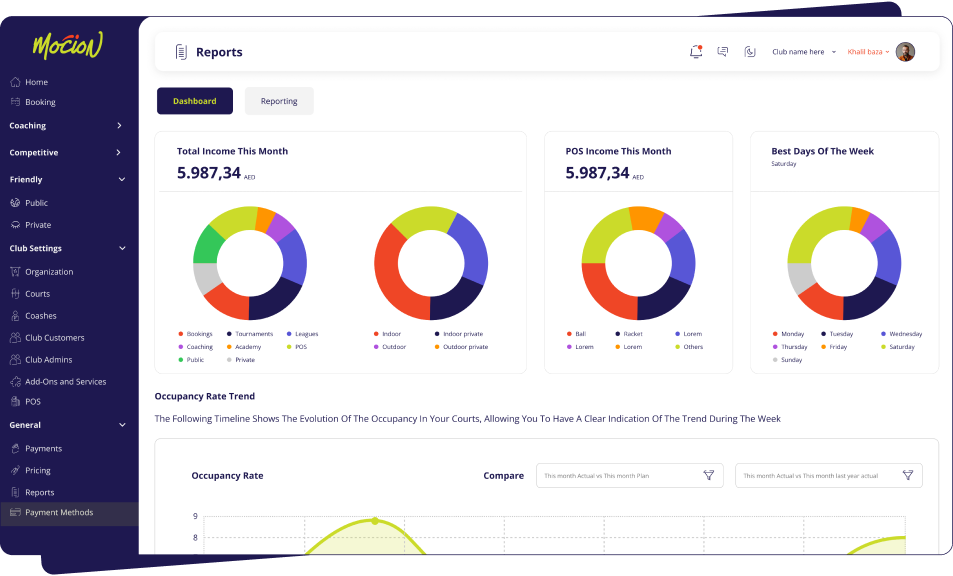 Mocion
Home
Booking
Coaching
Competitive
Friendly
Public
Private
Club Settings
Organization
Courts
Coashes
Club Customers
Club Admins
Add-Ons and Services
POS
General
Payments
Pricing
Reports
Payment Methods
Reports
Club name here
Khalil baza
Dashboard
Reporting
Total Income This Month
5.987,34 AED
Bookings Tournaments Leagues
Coaching Academy POS
Public Private
Indoor Indoor private
Outdoor Outdoor private
POS Income This Month
5.987,34 AED
Ball Racket Lorem
Lorem Lorem Others
Best Days Of The Week
Saturday
Monday Tuesday Wednesday
Thursday Friday Saturday
Sunday
Occupancy Rate Trend
The Following Timeline Shows The Evolution Of The Occupancy In Your Courts, Allowing You To Have A Clear Indication Of The Trend During The Week
Occupancy Rate
Compare
This month Actual vs This month Plan
This month Actual vs This month last year actual
9
8